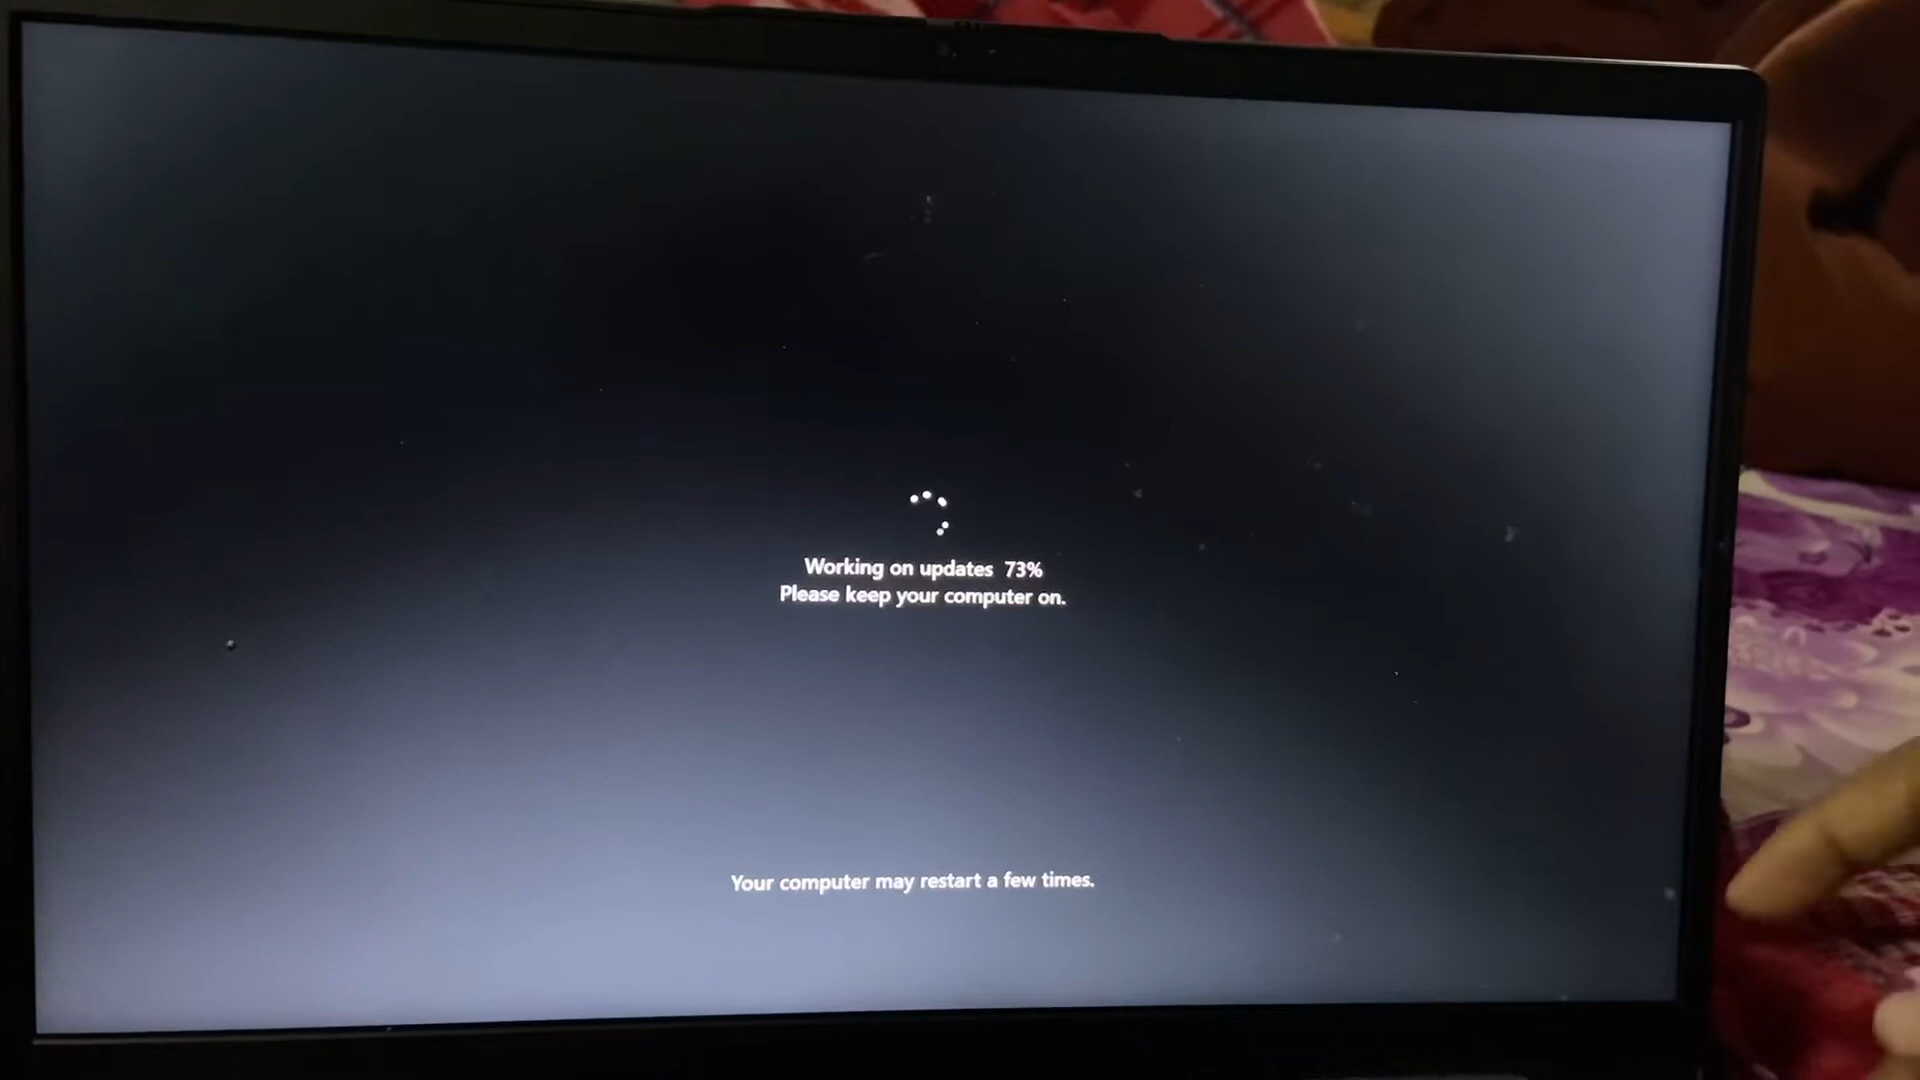 Working on updates 73%
Please keep your computer on.
Your computer may restart a few times.